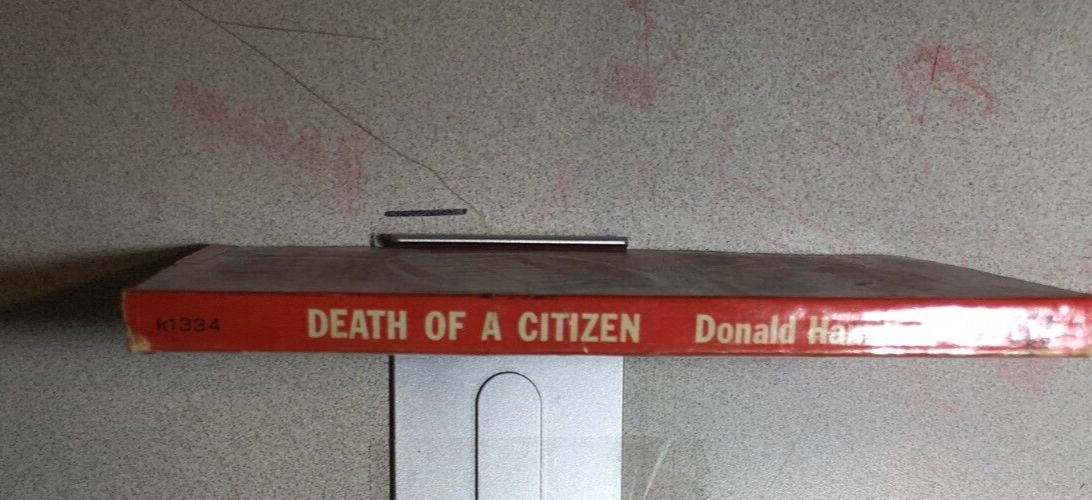 k1334 DEATH OF A CITIZEN Donald